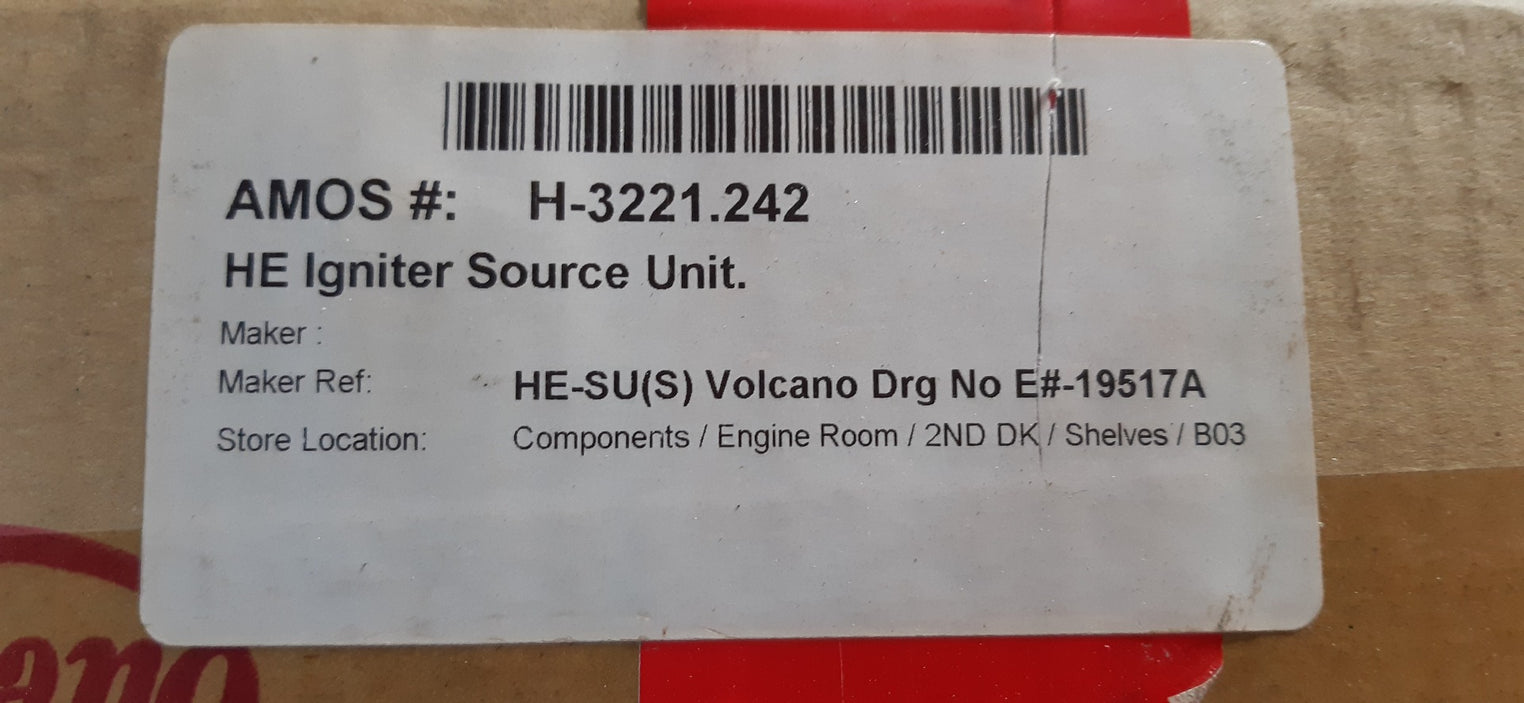 AMOS #: H-3221.242
HE Igniter Source Unit.
Maker :
Maker Ref: HE-SU(S) Volcano Drg No E#-19517A
Store Location: Components / Engine Room / 2ND DK / Shelves / B03